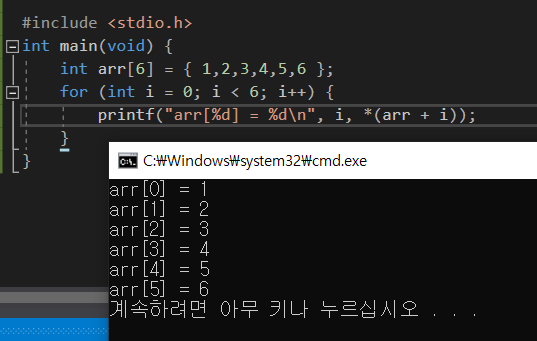 #include <stdio.h>
int main(void) {
int arr[6] = { 1,2,3,4,5,6 };
for (int i = 0; i < 6; i++) {
printf("arr[%d] = %d\n", i, *(arr + i));
}
}
C:₩Windows₩system32₩cmd.exe
arr[0] = 1
arr[1] = 2
arr[2] = 3
arr[3] = 4
arr[4] = 5
arr[5] = 6
계속하려면 아무 키나 누르십시오 . . .